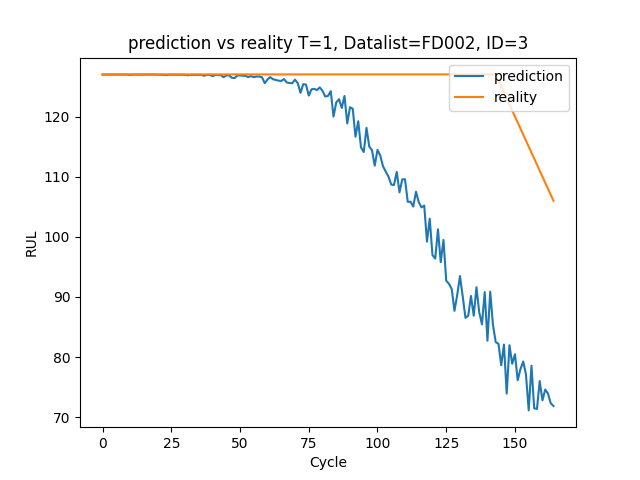 prediction vs reality T=1, Datalist=FD002, ID=3
prediction
reality
RUL
120
110
100
90
80
70
0 25 50 75 100 125 150
Cycle